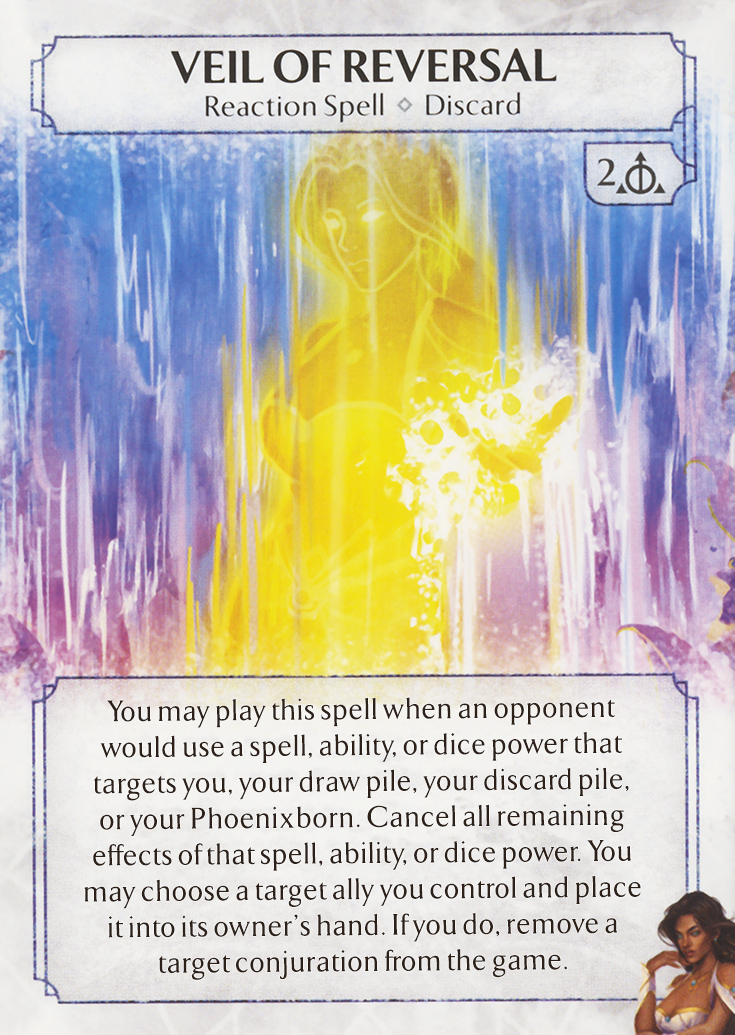 VEIL OF REVERSAL
Reaction Spell ◇ Discard
2
You may play this spell when an opponent
would use a spell, ability, or dice power that
targets you, your draw pile, your discard pile,
or your Phoenixborn. Cancel all remaining
effects of that spell, ability, or dice power. You
may choose a target ally you control and place
it into its owner’s hand. If you do, remove a
target conjuration from the game.